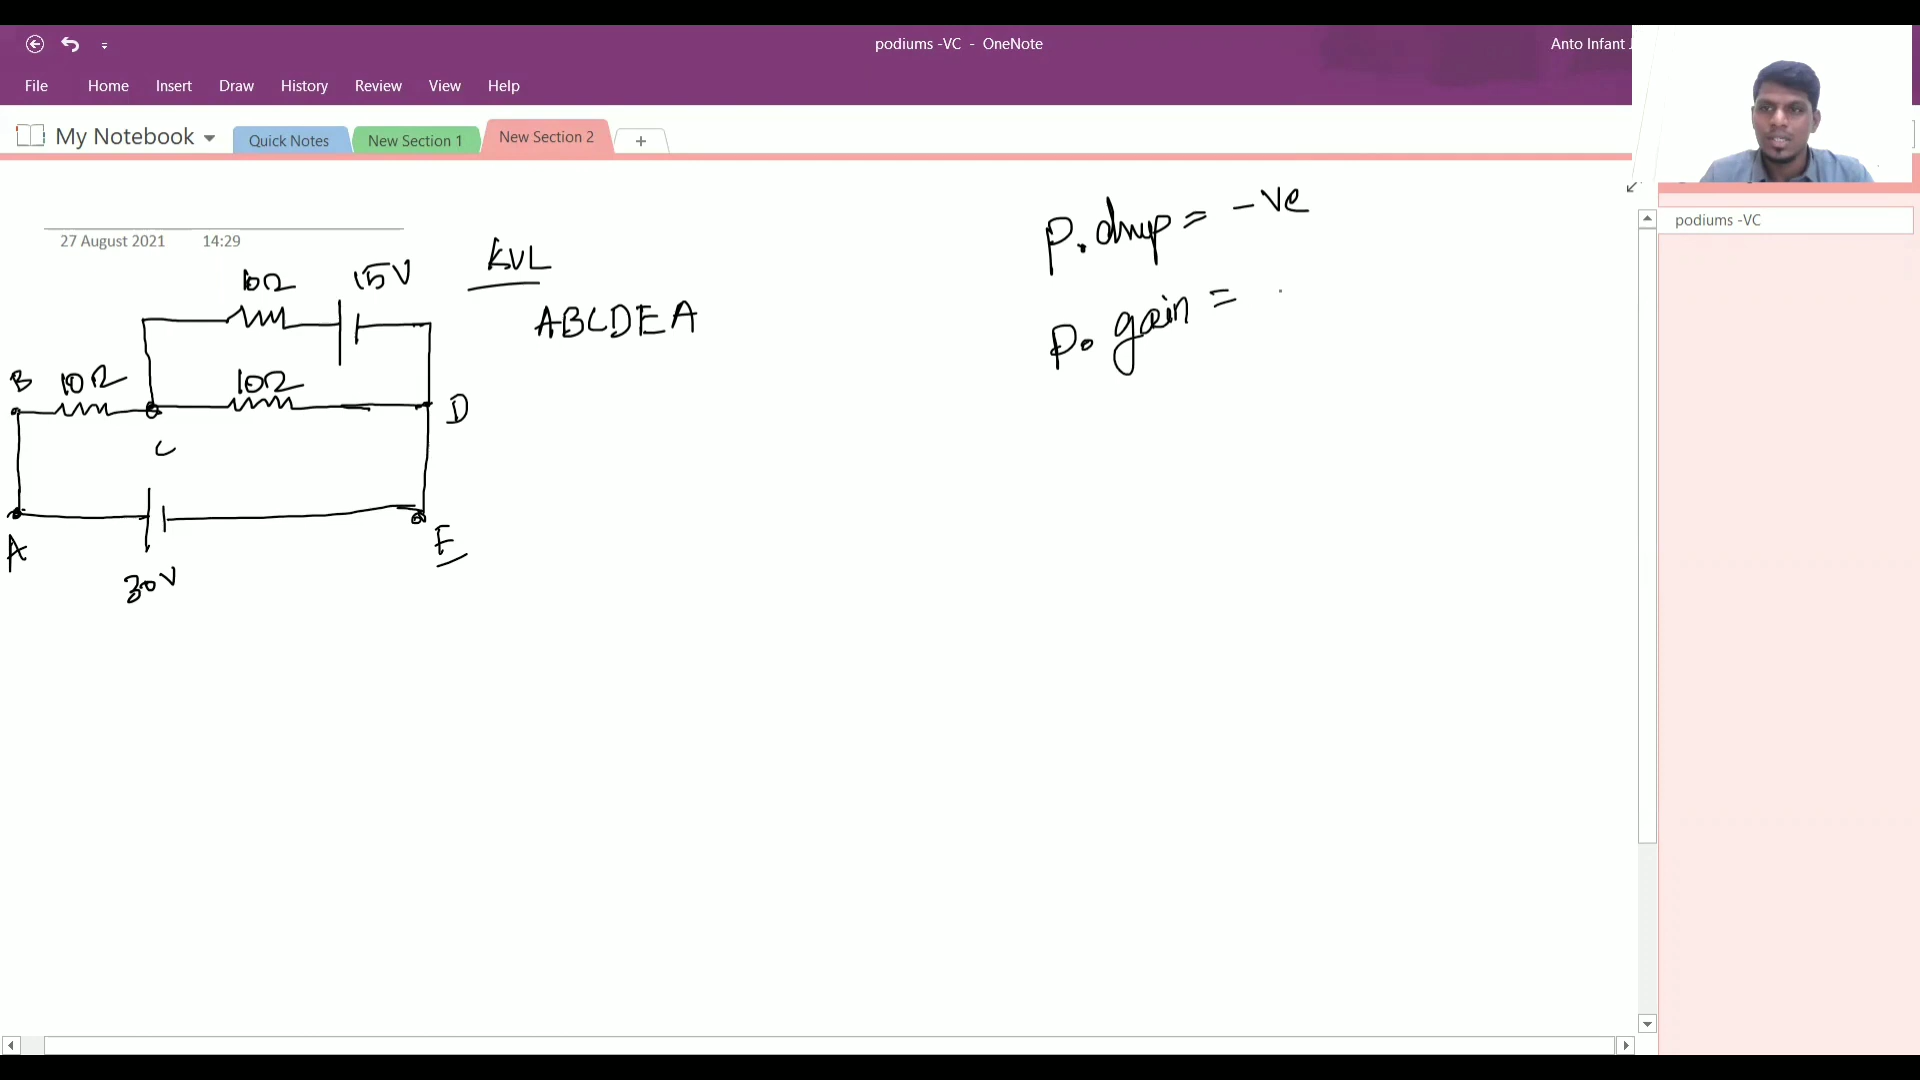 podiums -VC - OneNote
Anto Infant J
File Home Insert Draw History Review View Help
My Notebook
Quick Notes
New Section 1
New Section 2
+
podiums -VC
27 August 2021 14:29
KVL
ABCDEA
P. drop = -ve
P. gain =
10Ω 15V
B 10Ω 10Ω
D
C
A
E
30V